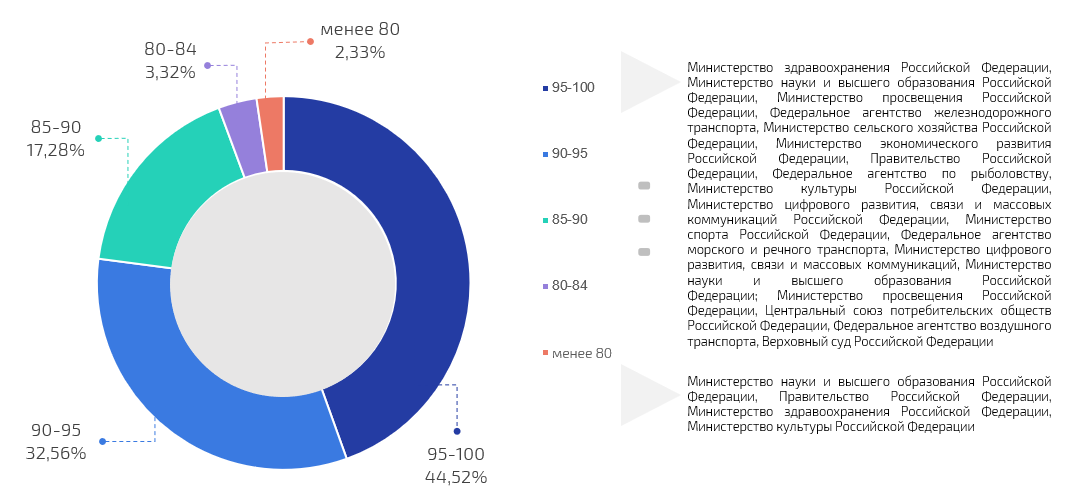 менее 80
2,33%
80-84
3,32%
85-90
17,28%
90-95
32,56%
95-100
44,52%
95-100
90-95
85-90
80-84
менее 80
Министерство здравоохранения Российской Федерации,
Министерство науки и высшего образования Российской
Федерации, Министерство просвещения Российской
Федерации, Федеральное агентство железнодорожного
транспорта, Министерство сельского хозяйства Российской
Федерации, Министерство экономического развития
Российской Федерации, Правительство Российской
Федерации, Федеральное агентство по рыболовству,
Министерство культуры Российской Федерации,
Министерство цифрового развития, связи и массовых
коммуникаций Российской Федерации, Министерство
спорта Российской Федерации, Федеральное агентство
морского и речного транспорта, Министерство цифрового
развития, связи и массовых коммуникаций, Министерство
науки и высшего образования Российской
Федерации; Министерство просвещения Российской
Федерации, Центральный союз потребительских обществ
Российской Федерации, Федеральное агентство воздушного
транспорта, Верховный суд Российской Федерации
Министерство науки и высшего образования Российской
Федерации, Правительство Российской Федерации,
Министерство здравоохранения Российской Федерации,
Министерство культуры Российской Федерации